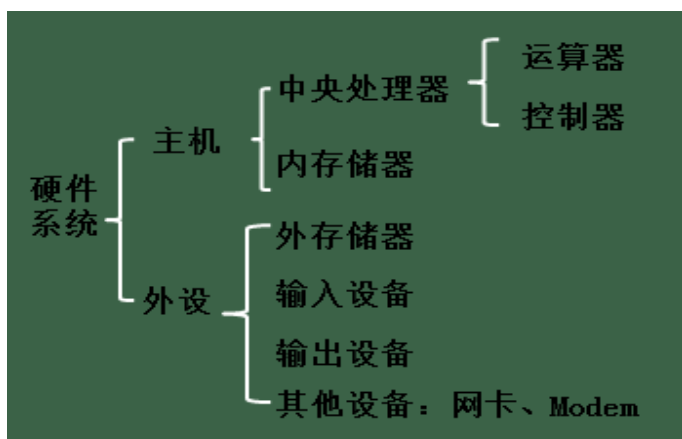 硬件
系统
主机
中央处理器
运算器
控制器
内存储器
外设
外存储器
输入设备
输出设备
其他设备：网卡、Modem